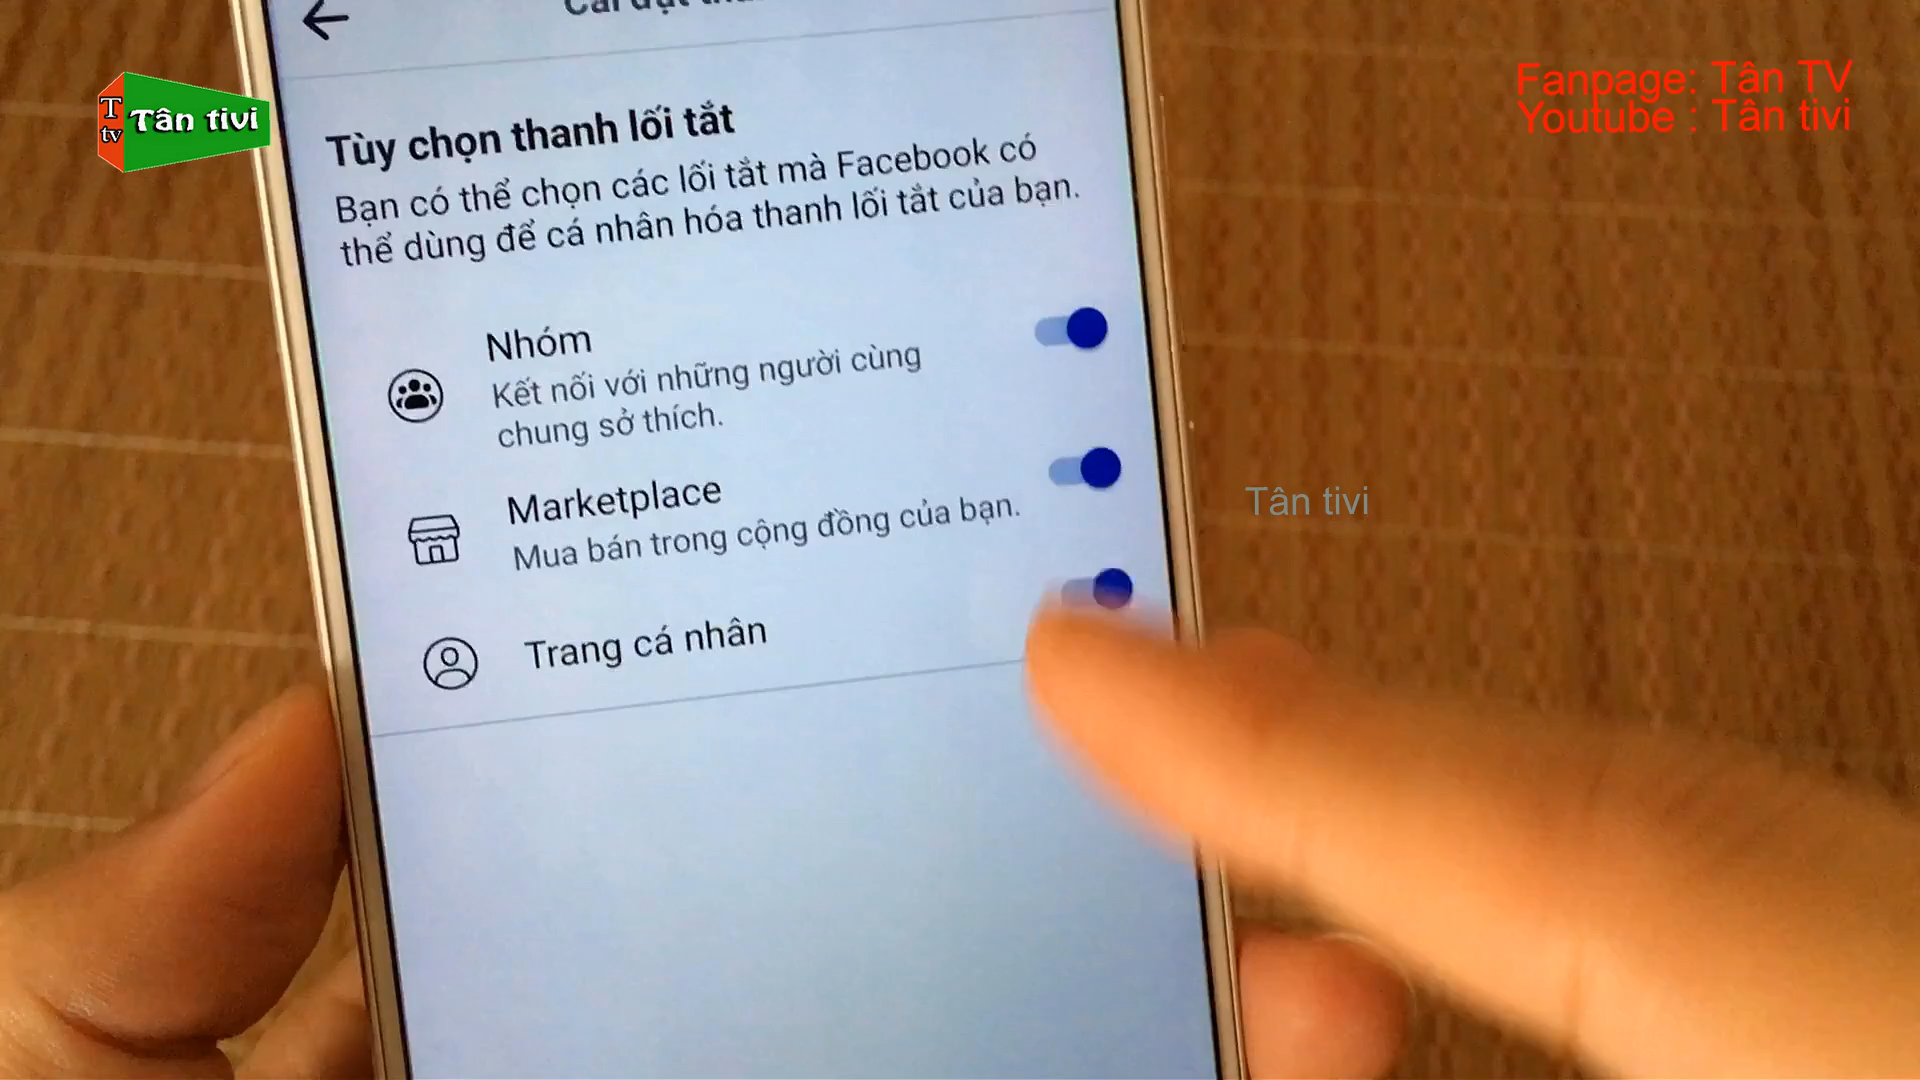 T
tv
Tân tivi
Fanpage: Tân TV
Youtube : Tân tivi
Tùy chọn thanh lối tắt
Bạn có thể chọn các lối tắt mà Facebook có
thể dùng để cá nhân hóa thanh lối tắt của bạn.
Nhóm
Kết nối với những người cùng
chung sở thích.
Marketplace
Mua bán trong cộng đồng của bạn.
Tân tivi
Trang cá nhân